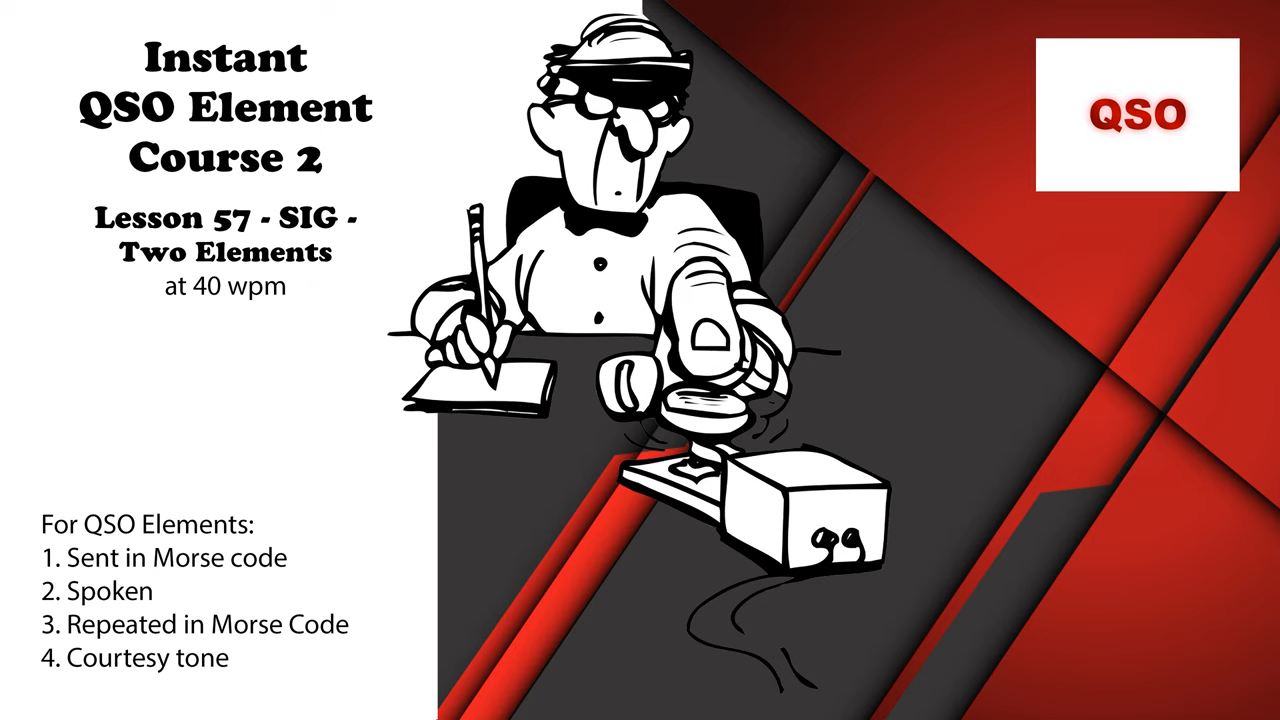 Instant
QSO Element
Course 2
Lesson 57 - SIG -
Two Elements
at 40 wpm
QSO
For QSO Elements:
1. Sent in Morse code
2. Spoken
3. Repeated in Morse Code
4. Courtesy tone